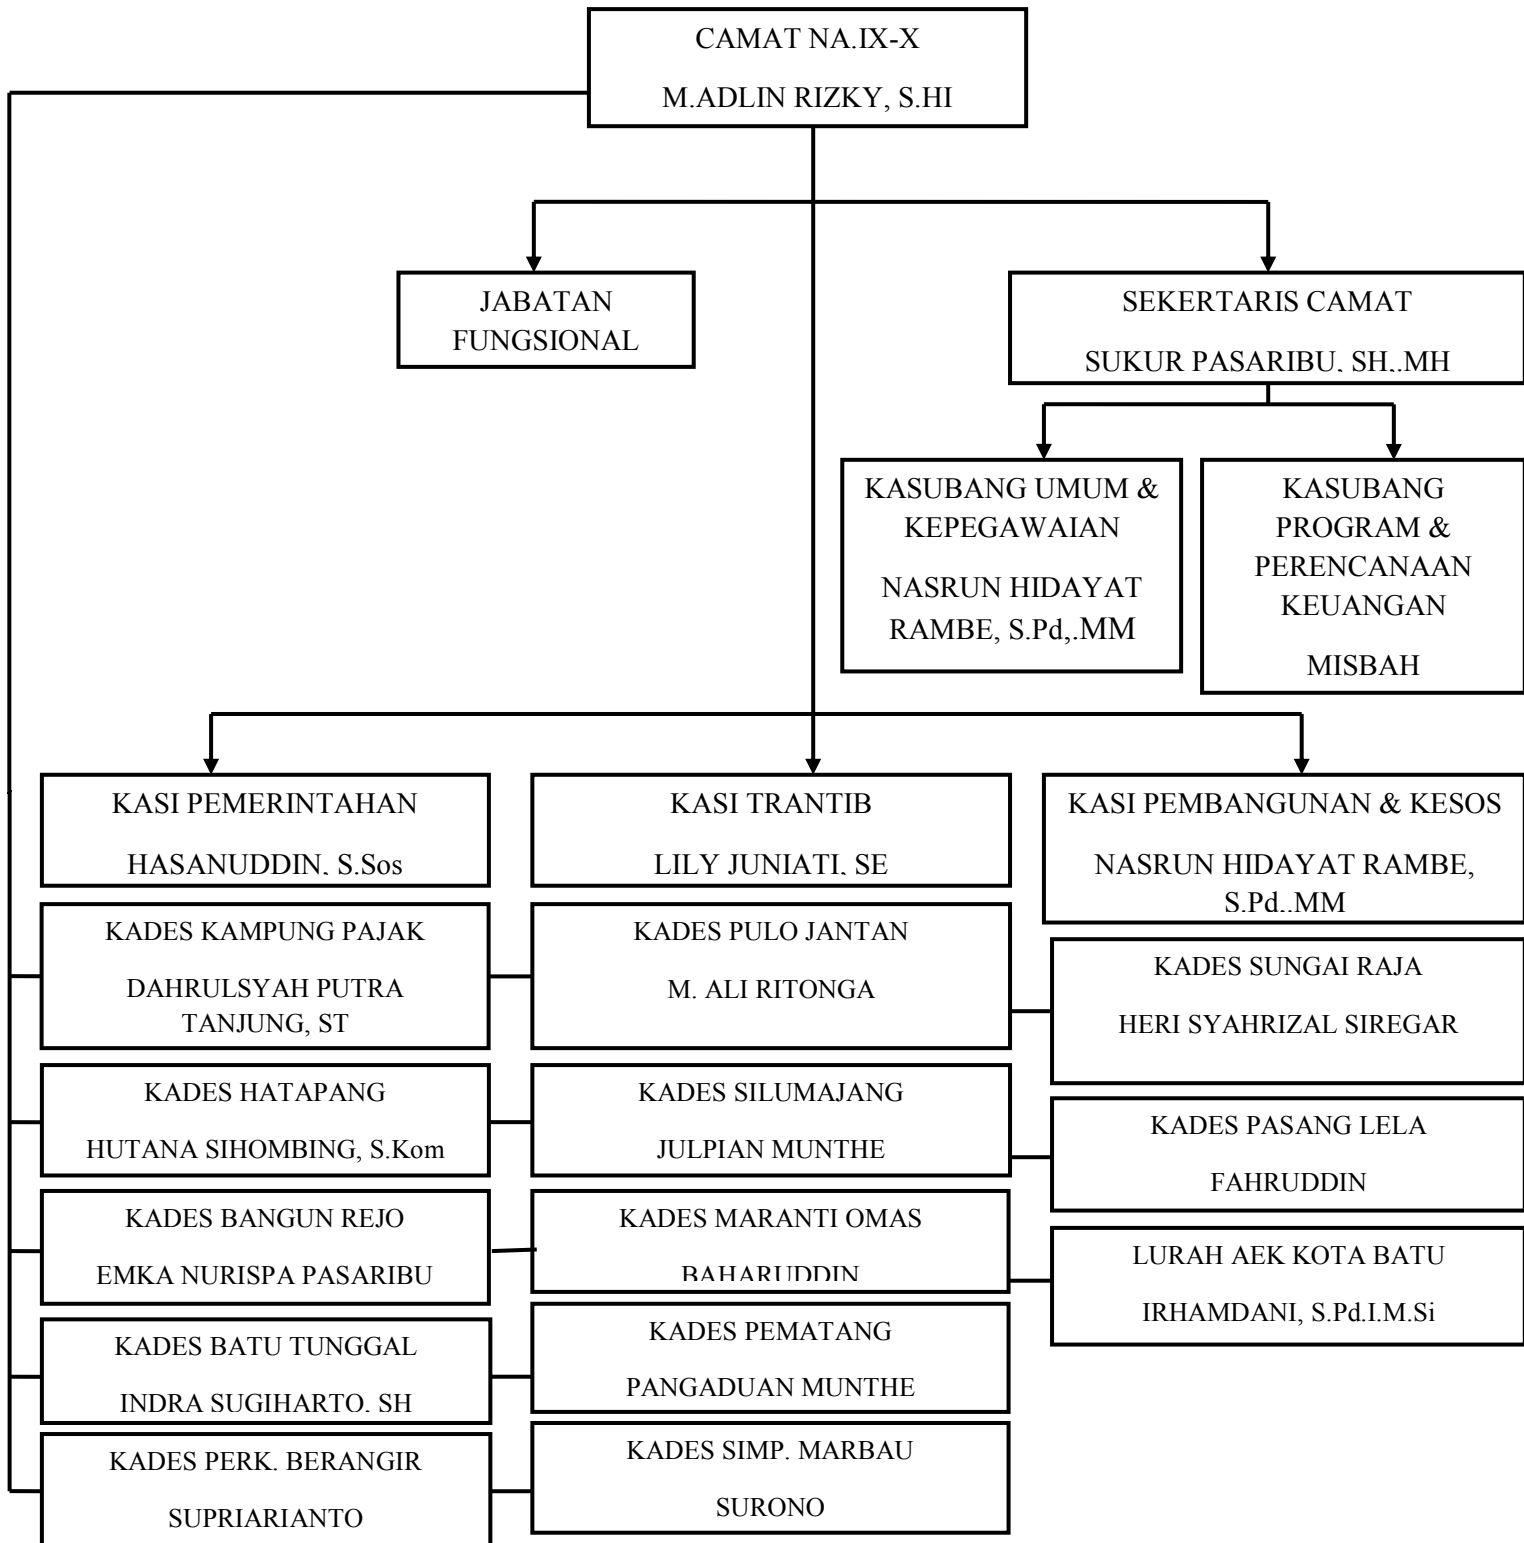 CAMAT NA.IX-X
M.ADLIN RIZKY, S.HI
JABATAN
FUNGSIONAL
SEKERTARIS CAMAT
SUKUR PASARIBU, SH,.MH
KASUBANG UMUM &
KEPEGAWAIAN
NASRUN HIDAYAT
RAMBE, S.Pd,.MM
KASUBANG
PROGRAM &
PERENCANAAN
KEUANGAN
MISBAH
KASI PEMERINTAHAN
HASANUDDIN, S.Sos
KASI TRANTIB
LILY JUNIATI, SE
KASI PEMBANGUNAN & KESOS
NASRUN HIDAYAT RAMBE,
S.Pd,.MM
KADES KAMPUNG PAJAK
DAHRULSYAH PUTRA
TANJUNG, ST
KADES PULO JANTAN
M. ALI RITONGA
KADES SUNGAI RAJA
HERI SYAHRIZAL SIREGAR
KADES HATAPANG
HUTANA SIHOMBING, S.Kom
KADES SILUMAJANG
JULPIAN MUNTHE
KADES PASANG LELA
FAHRUDDIN
KADES BANGUN REJO
EMKA NURISPA PASARIBU
KADES MARANTI OMAS
BAHARUDDIN
LURAH AEK KOTA BATU
IRHAMDANI, S.Pd.I.M.Si
KADES BATU TUNGGAL
INDRA SUGIHARTO, SH
KADES PEMATANG
PANGADUAN MUNTHE
KADES PERK. BERANGIR
SUPRIARIANTO
KADES SIMP. MARBAU
SURONO